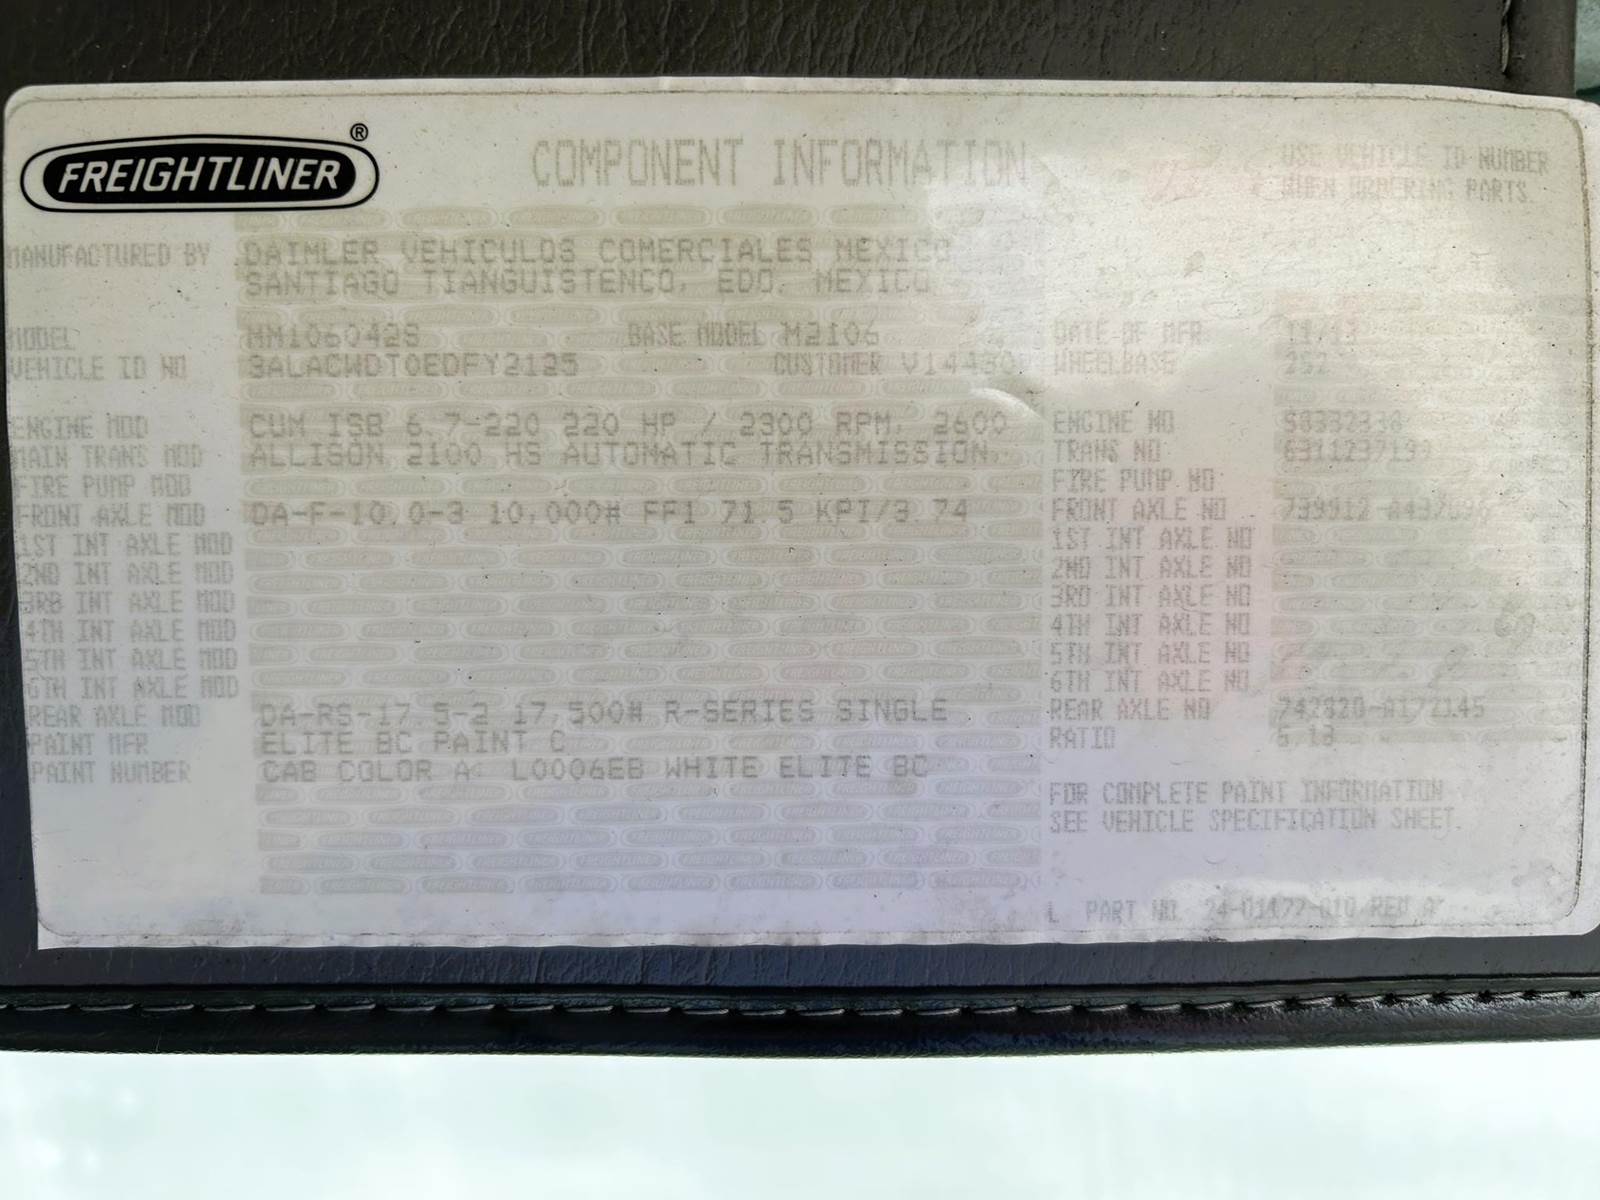 FREIGHTLINER ®
COMPONENT INFORMATION
USE VEHICLE ID NUMBER
WHEN ORDERING PARTS.
MANUFACTURED BY DAIMLER VEHICULOS COMERCIALES MEXICO
SANTIAGO TIANGUISTENCO, EDO. MEXICO
MODEL MM106042S BASE MODEL M2106 DATE OF MFR 11/13
VEHICLE ID NO 3ALACWDT0EDFY2125 CUSTOMER V14430 WHEELBASE 252
ENGINE MOD CUM ISB 6.7-220 220 HP / 2300 RPM, 2600 ENGINE NO
MAIN TRANS MOD ALLISON 2100 HS AUTOMATIC TRANSMISSION TRANS NO 6311237199
FIRE PUMP MOD FIRE PUMP NO
FRONT AXLE MOD DA-F-10.0-3 10,000# FF1 71.5 KPI/3.74 FRONT AXLE NO
1ST INT AXLE MOD 1ST INT AXLE NO
2ND INT AXLE MOD 2ND INT AXLE NO
3RD INT AXLE MOD 3RD INT AXLE NO
4TH INT AXLE MOD 4TH INT AXLE NO
5TH INT AXLE MOD 5TH INT AXLE NO
6TH INT AXLE MOD 6TH INT AXLE NO
REAR AXLE MOD DA-RS-17.5-2 17,500# R-SERIES SINGLE REAR AXLE NO 742820-A172145
PAINT MFR ELITE BC PAINT C RATIO 5.13
PAINT NUMBER CAB COLOR A: L0006EB WHITE ELITE BC
FOR COMPLETE PAINT INFORMATION
SEE VEHICLE SPECIFICATION SHEET.
PART NO. 24-01177-010 REV A